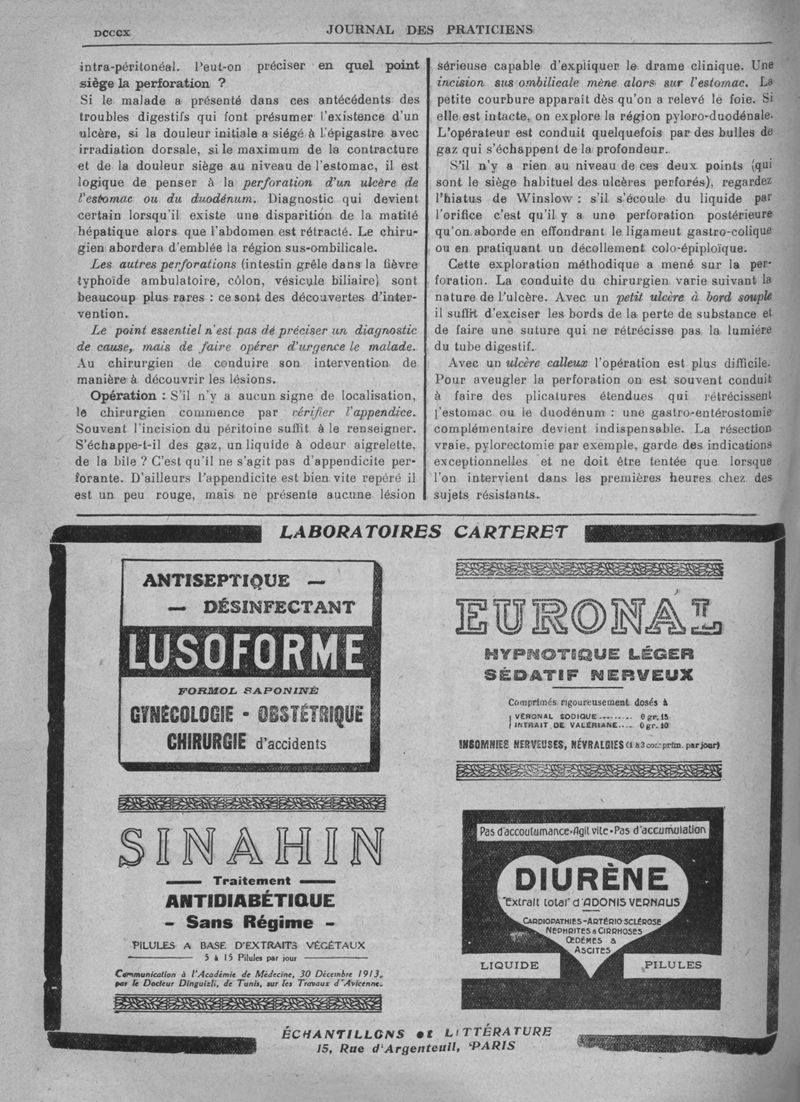 DCCCX
JOURNAL DES PRATICIENS
intra-péritonéal. Peut-on préciser en quel point
siège la perforation ?
Si le malade a présenté dans ces antécédents des
troubles digestifs qui font présumer l'existence d'un
ulcère, si la douleur initiale a siégé à l'épigastre avec
irradiation dorsale, si le maximum de la contracture
et de la douleur siège au niveau de l'estomac, il est
logique de penser à la perforation d'un ulcère de
l'estomac ou du duodénum. Diagnostic qui devient
certain lorsqu'il existe une disparition de la matité
hépatique alors que l'abdomen est rétracté. Le chiru-
gien abordera d'emblée la région sus-ombilicale.
Les autres perforations (intestin grêle dans la fièvre
typhoïde ambulatoire, côlon, vésicule biliaire) sont
beaucoup plus rares : ce sont des découvertes d'inter-
vention.
Le point essentiel n'est pas de préciser un diagnostic
de cause, mais de faire opérer d'urgence le malade.
Au chirurgien de conduire son intervention de
manière à découvrir les lésions.
Opération : S'il n'y a aucun signe de localisation,
le chirurgien commence par vérifier l'appendice.
Souvent l'incision du péritoine suffit à le renseigner.
S'échappe-t-il des gaz, un liquide à odeur aigrelette,
de la bile ? C'est qu'il ne s'agit pas d'appendicite per-
forante. D'ailleurs l'appendicite est bien vite repéré il
est un peu rouge, mais ne présente aucune lésion
sérieuse capable d'expliquer le drame clinique. Une
incision sus ombilicale mène alors sur l'estomac. La
petite courbure apparait dès qu'on a relevé le foie. Si
elle est intacte, on explore la région pyloro-duodénale.
L'opérateur est conduit quelquefois par des bulles de
gaz qui s'échappent de la profondeur.
S'il n'y a rien au niveau de ces deux points (qui
sont le siège habituel des ulcères perforés), regardez
l'hiatus de Winslow : s'il s'écoule du liquide par
l'orifice c'est qu'il y a une perforation postérieure
qu'on aborde en effondrant le ligameut gastro-colique
ou en pratiquant un décollement colo-épiploïque.
Cette exploration méthodique a mené sur la per-
foration. La conduite du chirurgien varie suivant la
nature de l'ulcère. Avec un petit ulcère à bord souple
il suffit d'exciser les bords de la perte de substance et
de faire une suture qui ne rétrécisse pas la lumière
du tube digestif.
Avec un ulcère calleux l'opération est plus difficile.
Pour aveugler la perforation on est souvent conduit
à faire des plicatures étendues qui rétrécissent
l'estomac ou le duodénum : une gastro-entérostomie
complémentaire devient indispensable. La résection
vraie, pylorectomie par exemple, garde des indications
exceptionnelles et ne doit être tentée que lorsque
l'on intervient dans les premières heures chez des
sujets résistants.
LABORATOIRES CARTERET
ANTISEPTIQUE —
— DÉSINFECTANT
LUSOFORME
FORMOL SAPONINÉ
GYNÉCOLOGIE - OBSTÉTRIQUE
CHIRURGIE d'accidents
EURONAL
HYPNOTIQUE LÉGER
SÉDATIF NERVEUX
Comprimés rigoureusement dosés à
VÉRONAL SODIQUE ......... 0 gr. 15
INTRAIT DE VALÉRIANE.... 0 gr. 10
INSOMNIES NERVEUSES, NÉVRALGIES (1 à 3 comprim. par jour)
SINAHIN
Traitement
ANTIDIABÉTIQUE
- Sans Régime -
PILULES A BASE D'EXTRAITS VÉGÉTAUX
5 à 15 Pilules par jour
Communication à l'Académie de Médecine, 30 Décembre 1913,
par le Docteur Dinguizli, de Tunis, sur les Travaux d'Avicenne.
Pas d'accoutumance-Agit vite-Pas d'accumulation
DIURÈNE
"Extrait total" d'ADONIS VERNALIS
CARDIOPATHIES - ARTÉRIO SCLÉROSE
NÉPHRITES & CIRRHOSES
ŒDÈMES &
ASCITES
LIQUIDE
PILULES
ÉCHANTILLONS et LITTÉRATURE
15, Rue d'Argenteuil, PARIS